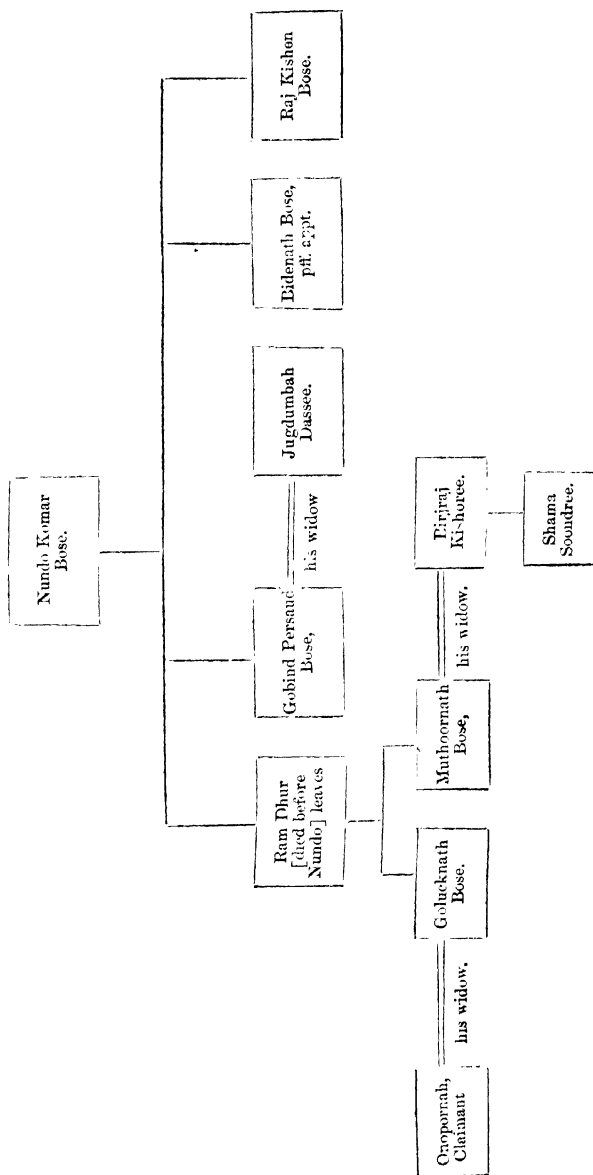 Nundo Komar
Bose.
Ram Dhur
[died before
Nundo] leaves
Gobind Persaud
Bose,
his widow
Jugdumbah
Dassee.
Bidenath Bose,
pff. appt.
Raj Kishen
Bose.
Onopornah,
Claimant
his widow.
Golucknath
Bose.
Muthoornath
Bose,
his widow.
Birjraj
Kishoree.
Shama
Soondree.